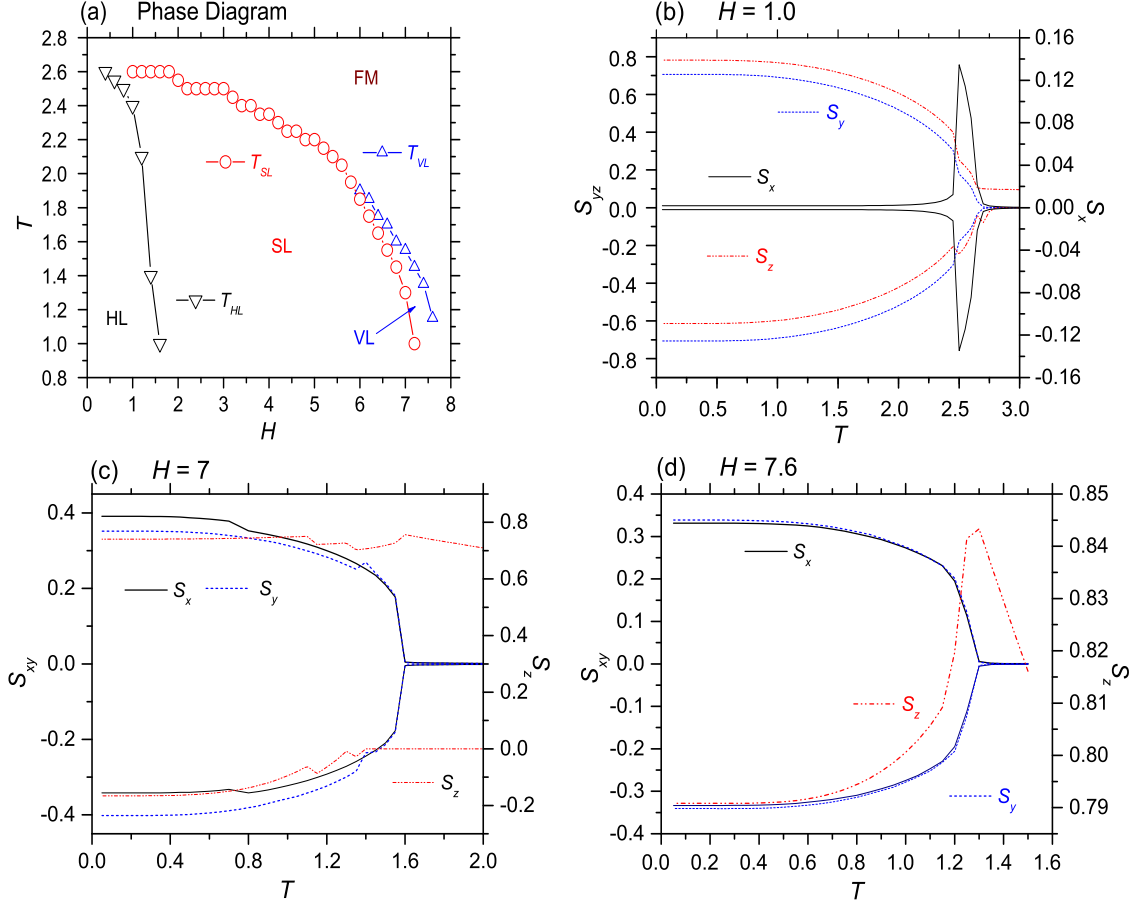 (a) Phase Diagram
2.8
2.6
2.4
2.2
2.0
1.8
1.6
1.4
1.2
1.0
0.8
T
FM
T_SL
T_VL
SL
T_HL
HL
VL
0 1 2 3 4 5 6 7 8
H
(b) H = 1.0
0.8
0.6
0.4
0.2
0.0
-0.2
-0.4
-0.6
-0.8
S_yz
S_y
S_x
S_z
0.16
0.12
0.08
0.04
0.00
-0.04
-0.08
-0.12
-0.16
S_x
0.0 0.5 1.0 1.5 2.0 2.5 3.0
T
(c) H = 7
0.4
0.2
0.0
-0.2
-0.4
S_xy
S_x S_y
S_z
0.8
0.6
0.4
0.2
0.0
-0.2
S_z
0.0 0.4 0.8 1.2 1.6 2.0
T
(d) H = 7.6
0.4
0.3
0.2
0.1
0.0
-0.1
-0.2
-0.3
-0.4
S_xy
S_x
S_z
S_y
0.85
0.84
0.83
0.82
0.81
0.80
0.79
S_z
0.0 0.2 0.4 0.6 0.8 1.0 1.2 1.4 1.6
T